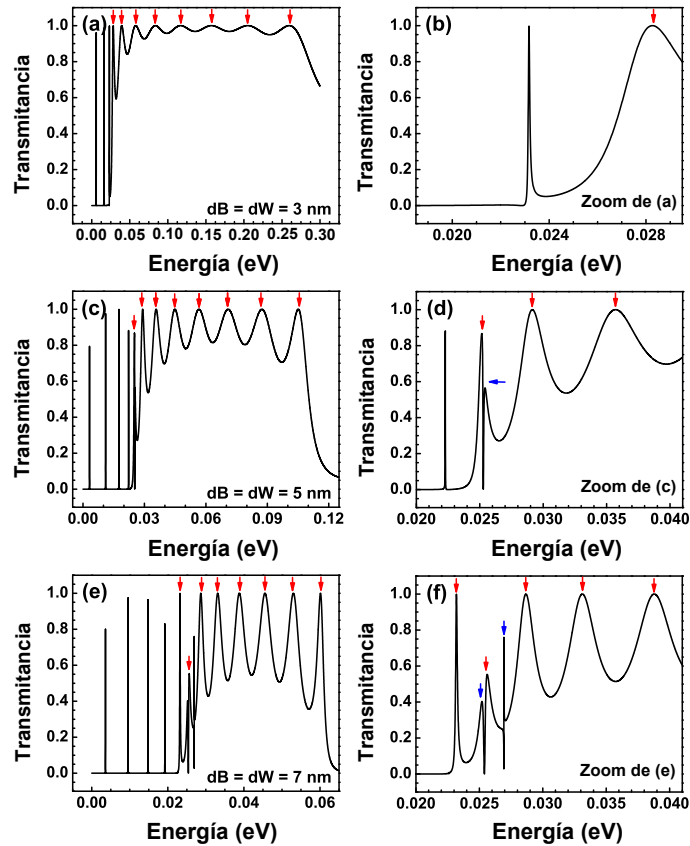 (a)
Transmitancia
1.0
0.8
0.6
0.4
0.2
0.0
dB = dW = 3 nm
0.00 0.05 0.10 0.15 0.20 0.25 0.30
Energía (eV)
(b)
Transmitancia
1.0
0.8
0.6
0.4
0.2
0.0
Zoom de (a)
0.020 0.024 0.028
Energía (eV)
(c)
Transmitancia
1.0
0.8
0.6
0.4
0.2
0.0
dB = dW = 5 nm
0.00 0.03 0.06 0.09 0.12
Energía (eV)
(d)
Transmitancia
1.0
0.8
0.6
0.4
0.2
0.0
Zoom de (c)
0.020 0.025 0.030 0.035 0.040
Energía (eV)
(e)
Transmitancia
1.0
0.8
0.6
0.4
0.2
0.0
dB = dW = 7 nm
0.00 0.02 0.04 0.06
Energía (eV)
(f)
Transmitancia
1.0
0.8
0.6
0.4
0.2
0.0
Zoom de (e)
0.020 0.025 0.030 0.035 0.040
Energía (eV)